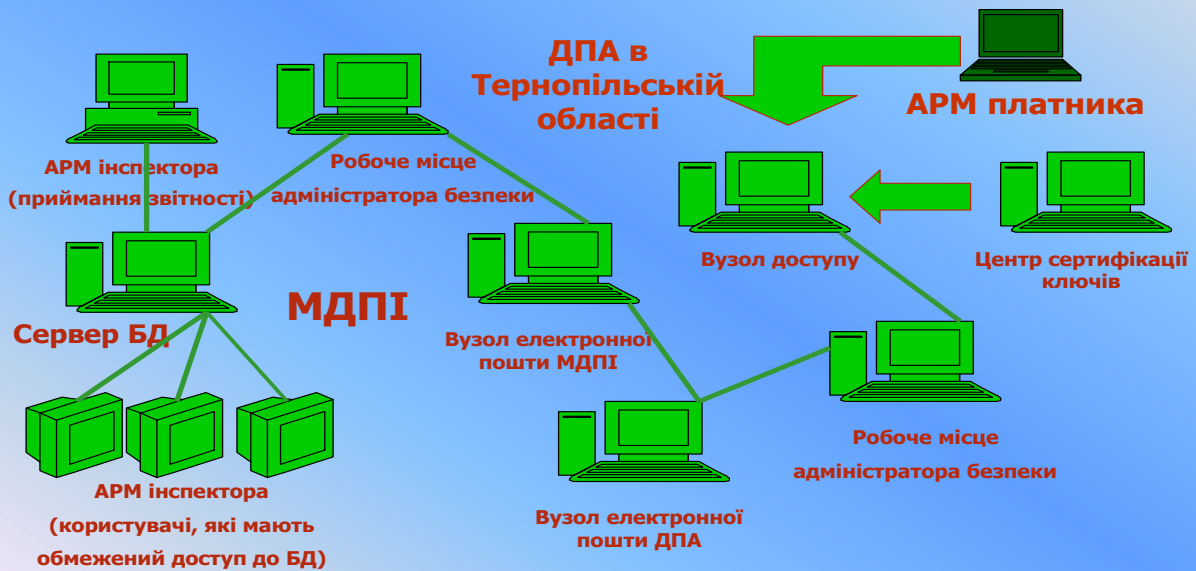 ДПА в
Тернопільській
області
АРМ платника
АРМ інспектора
(приймання звітності)
Робоче місце
адміністратора безпеки
Вузол доступу
Центр сертифікації
ключів
МДПІ
Сервер БД
Вузол електронної
пошти МДПІ
Робоче місце
адміністратора безпеки
АРМ інспектора
(користувачі, які мають
обмежений доступ до БД)
Вузол електронної
пошти ДПА